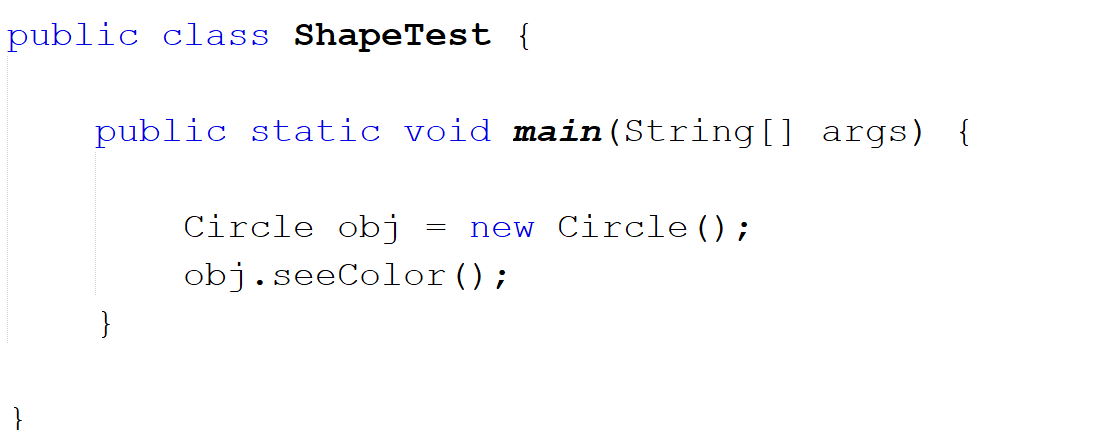 public class ShapeTest {
public static void main(String[] args) {
Circle obj = new Circle();
obj.seeColor();
}
}